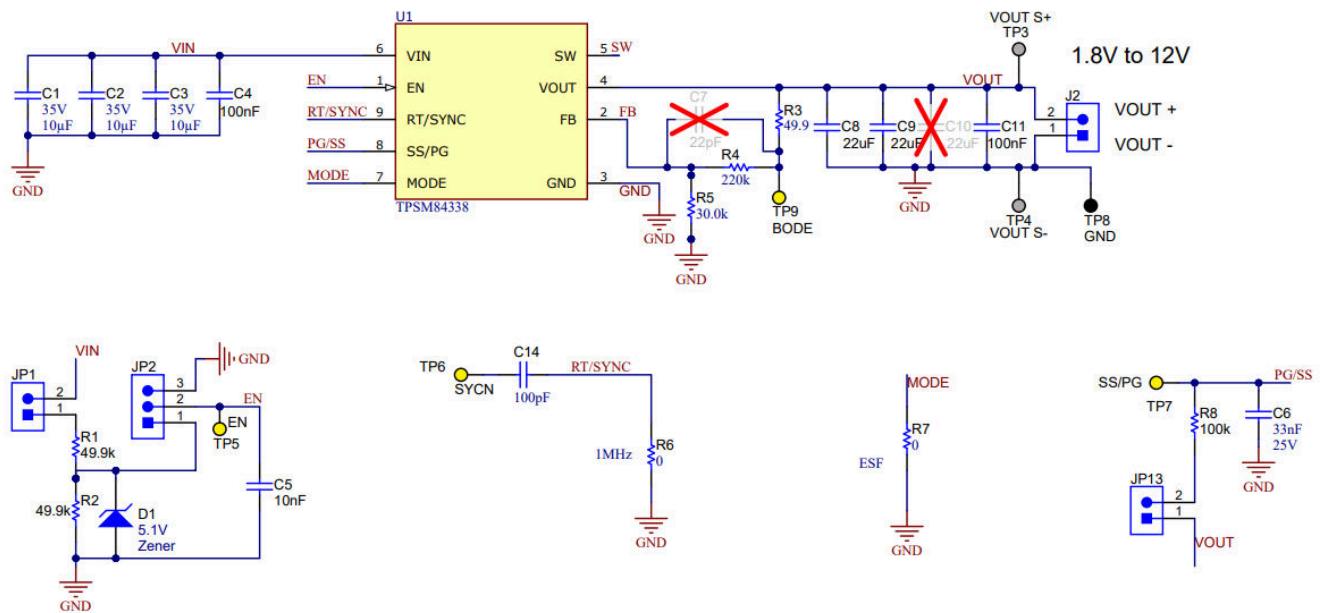 U1
VIN
6
VIN
SW
5
SW
C1
35V
10µF
C2
35V
10µF
C3
35V
10µF
C4
100nF
GND
EN
1
EN
VOUT
4
RT/SYNC
9
RT/SYNC
FB
2
FB
PG/SS
8
SS/PG
MODE
7
MODE
GND
3
GND
TPSM84338
GND
C7
22pF
R3
49.9
R4
220k
R5
30.0k
GND
TP9
BODE
VOUT S+
TP3
1.8V to 12V
VOUT
C8
22uF
C9
22uF
C10
22uF
C11
100nF
J2
2
1
VOUT +
VOUT -
GND
TP4
VOUT S-
TP8
GND
VIN
JP1
2
1
JP2
3
2
1
GND
EN
EN
TP5
R1
49.9k
R2
49.9k
D1
5.1V
Zener
C5
10nF
GND
TP6
SYCN
C14
100pF
RT/SYNC
1MHz
R6
0
GND
MODE
R7
0
ESF
GND
SS/PG
TP7
PG/SS
R8
100k
C6
33nF
25V
GND
JP13
2
1
VOUT